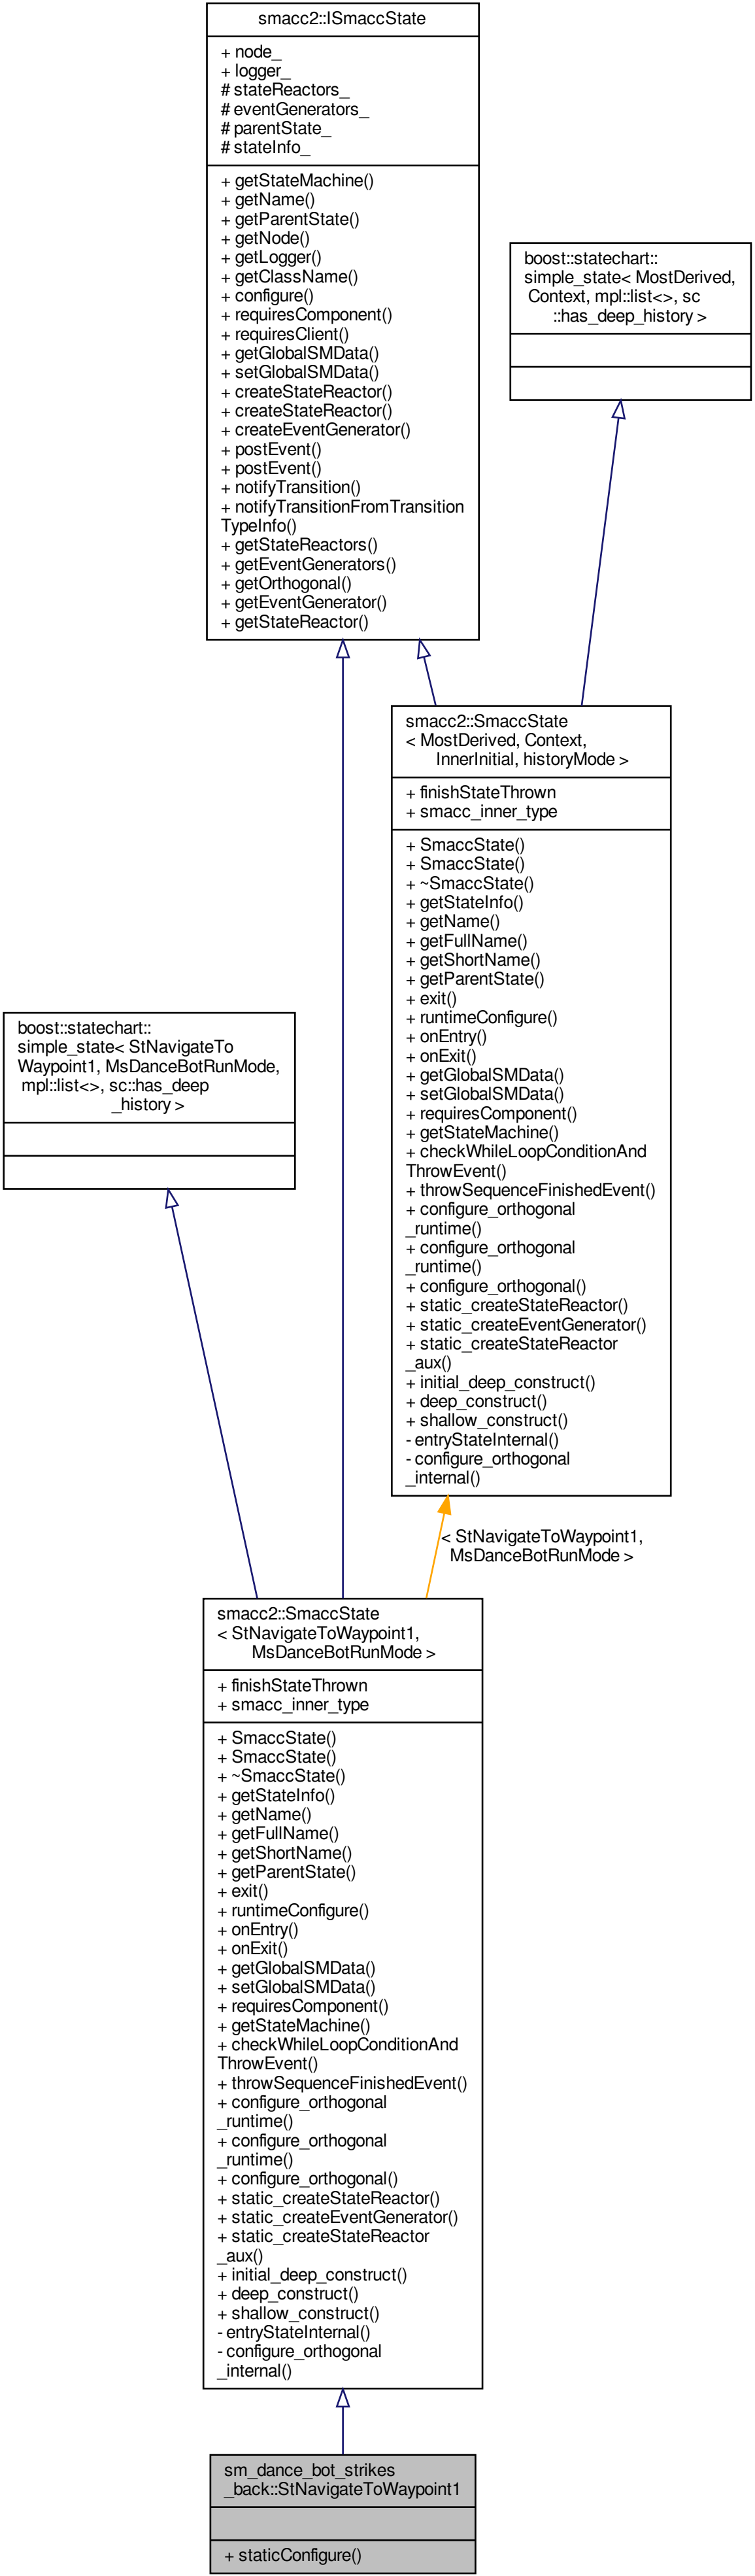 smacc2::ISmaccState
+ node_
+ logger_
# stateReactors_
# eventGenerators_
# parentState_
# stateInfo_
+ getStateMachine()
+ getName()
+ getParentState()
+ getNode()
+ getLogger()
+ getClassName()
+ configure()
+ requiresComponent()
+ requiresClient()
+ getGlobalSMData()
+ setGlobalSMData()
+ createStateReactor()
+ createStateReactor()
+ createEventGenerator()
+ postEvent()
+ postEvent()
+ notifyTransition()
+ notifyTransitionFromTransition
TypeInfo()
+ getStateReactors()
+ getEventGenerators()
+ getOrthogonal()
+ getEventGenerator()
+ getStateReactor()
boost::statechart::
simple_state< MostDerived,
Context, mpl::list<>, sc
::has_deep_history >
smacc2::SmaccState
< MostDerived, Context,
InnerInitial, historyMode >
+ finishStateThrown
+ smacc_inner_type
+ SmaccState()
+ SmaccState()
+ ~SmaccState()
+ getStateInfo()
+ getName()
+ getFullName()
+ getShortName()
+ getParentState()
+ exit()
+ runtimeConfigure()
+ onEntry()
+ onExit()
+ getGlobalSMData()
+ setGlobalSMData()
+ requiresComponent()
+ getStateMachine()
+ checkWhileLoopConditionAnd
ThrowEvent()
+ throwSequenceFinishedEvent()
+ configure_orthogonal
_runtime()
+ configure_orthogonal
_runtime()
+ configure_orthogonal()
+ static_createStateReactor()
+ static_createEventGenerator()
+ static_createStateReactor
_aux()
+ initial_deep_construct()
+ deep_construct()
+ shallow_construct()
- entryStateInternal()
- configure_orthogonal
_internal()
boost::statechart::
simple_state< StNavigateTo
Waypoint1, MsDanceBotRunMode,
mpl::list<>, sc::has_deep
_history >
< StNavigateToWaypoint1,
MsDanceBotRunMode >
smacc2::SmaccState
< StNavigateToWaypoint1,
MsDanceBotRunMode >
+ finishStateThrown
+ smacc_inner_type
+ SmaccState()
+ SmaccState()
+ ~SmaccState()
+ getStateInfo()
+ getName()
+ getFullName()
+ getShortName()
+ getParentState()
+ exit()
+ runtimeConfigure()
+ onEntry()
+ onExit()
+ getGlobalSMData()
+ setGlobalSMData()
+ requiresComponent()
+ getStateMachine()
+ checkWhileLoopConditionAnd
ThrowEvent()
+ throwSequenceFinishedEvent()
+ configure_orthogonal
_runtime()
+ configure_orthogonal
_runtime()
+ configure_orthogonal()
+ static_createStateReactor()
+ static_createEventGenerator()
+ static_createStateReactor
_aux()
+ initial_deep_construct()
+ deep_construct()
+ shallow_construct()
- entryStateInternal()
- configure_orthogonal
_internal()
sm_dance_bot_strikes
_back::StNavigateToWaypoint1
+ staticConfigure()